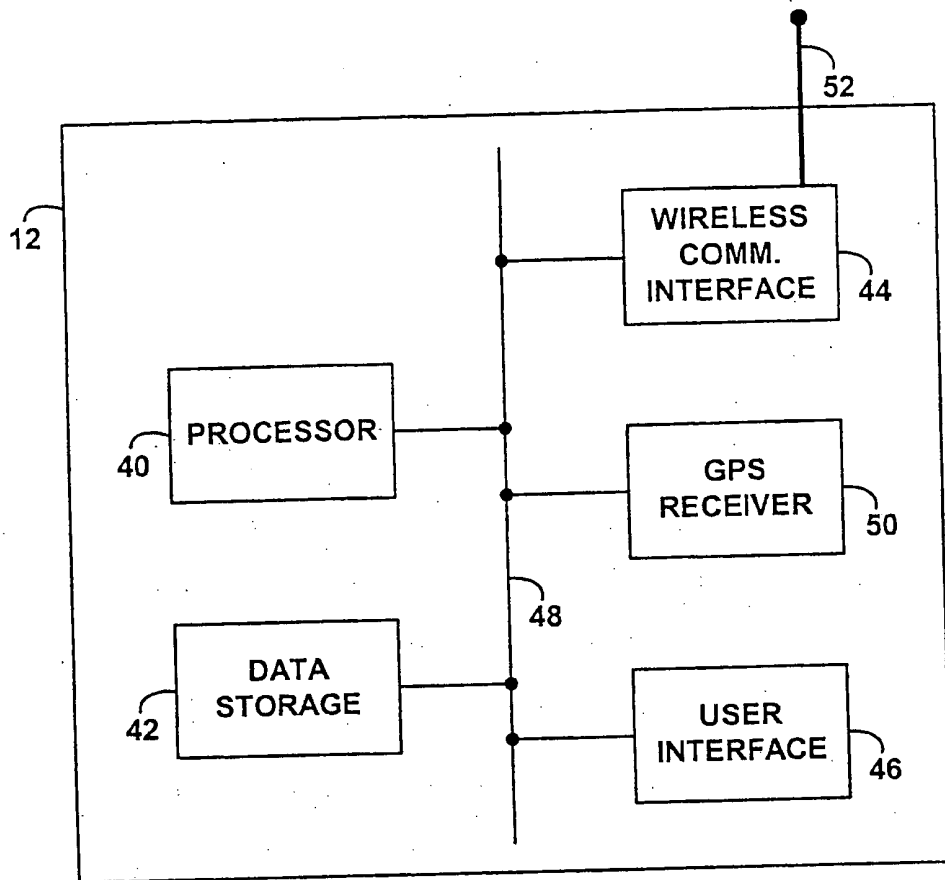 52
12
WIRELESS
COMM.
INTERFACE
44
PROCESSOR
40
GPS
RECEIVER
50
48
DATA
STORAGE
42
USER
INTERFACE
46